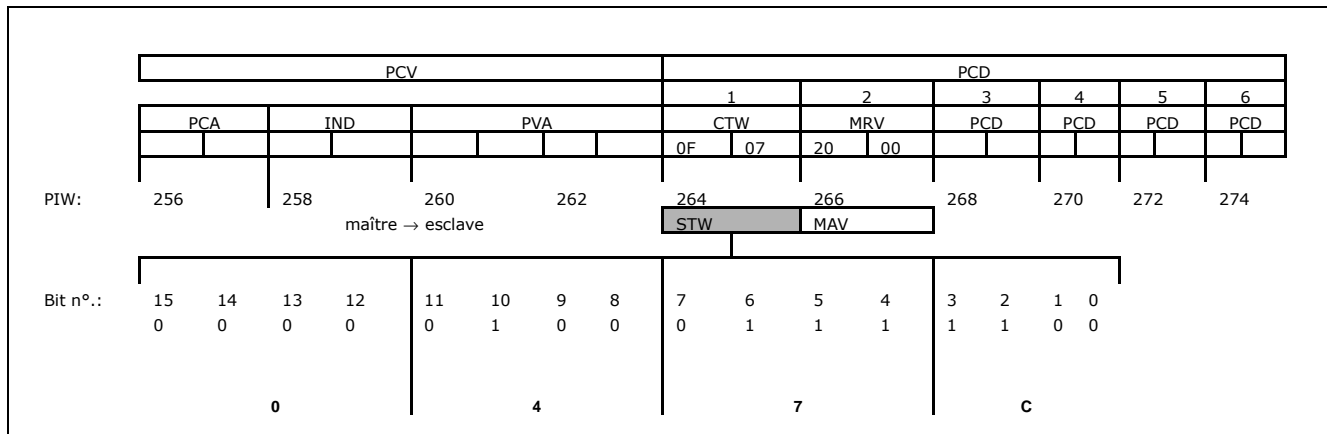 PCV PCD
1 2 3 4 5 6
PCA IND PVA CTW MRV PCD PCD PCD PCD
0F 07 20 00
PIW: 256 258 260 262 264 266 268 270 272 274
maître → esclave STW MAV
Bit n°.: 15 14 13 12 11 10 9 8 7 6 5 4 3 2 1 0
0 0 0 0 0 1 0 0 0 1 1 1 1 1 0 0
0 4 7 C